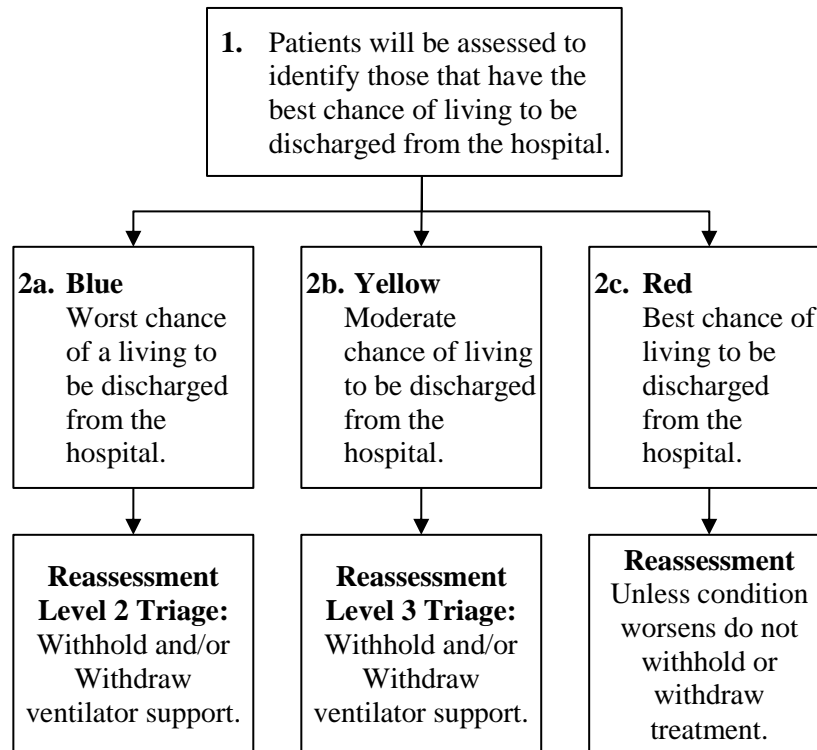 1. Patients will be assessed to
identify those that have the
best chance of living to be
discharged from the hospital.
2a. Blue
Worst chance
of a living to
be discharged
from the
hospital.
2b. Yellow
Moderate
chance of living
to be discharged
from the
hospital.
2c. Red
Best chance of
living to be
discharged
from the
hospital.
Reassessment
Level 2 Triage:
Withhold and/or
Withdraw
ventilator support.
Reassessment
Level 3 Triage:
Withhold and/or
Withdraw
ventilator support.
Reassessment
Unless condition
worsens do not
withhold or
withdraw
treatment.